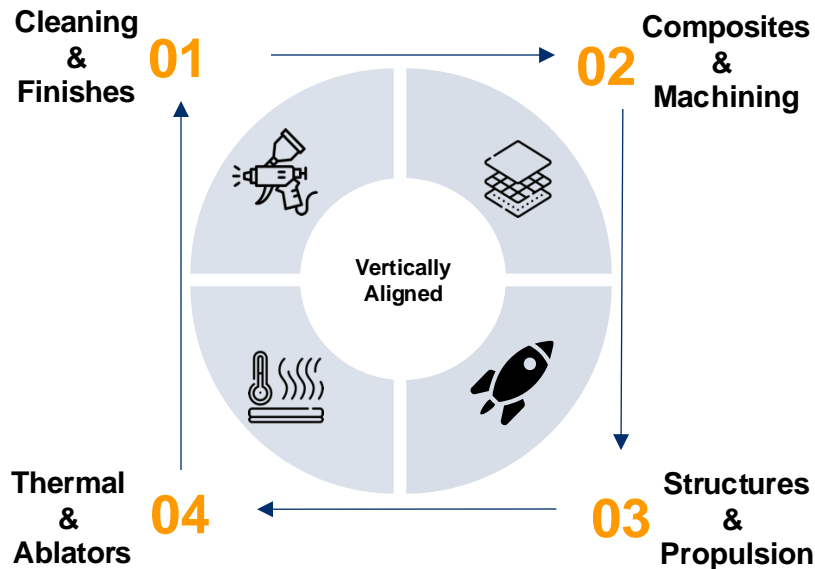 Cleaning
&
Finishes
01
02
Composites
&
Machining
Vertically
Aligned
Thermal
&
Ablators
04
03
Structures
&
Propulsion